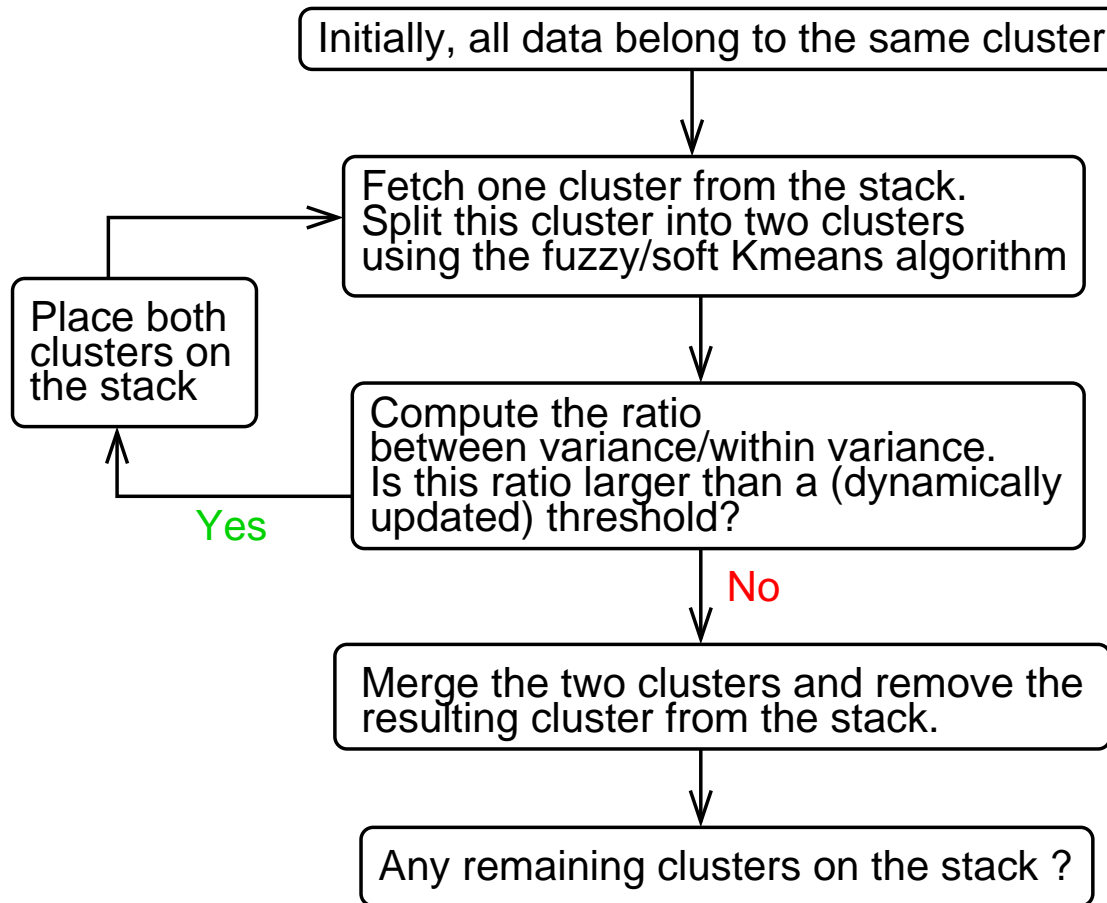 Initially, all data belong to the same cluster
Fetch one cluster from the stack.
Split this cluster into two clusters
using the fuzzy/soft Kmeans algorithm
Place both
clusters on
the stack
Compute the ratio
between variance/within variance.
Is this ratio larger than a (dynamically
updated) threshold?
Yes
No
Merge the two clusters and remove the
resulting cluster from the stack.
Any remaining clusters on the stack ?